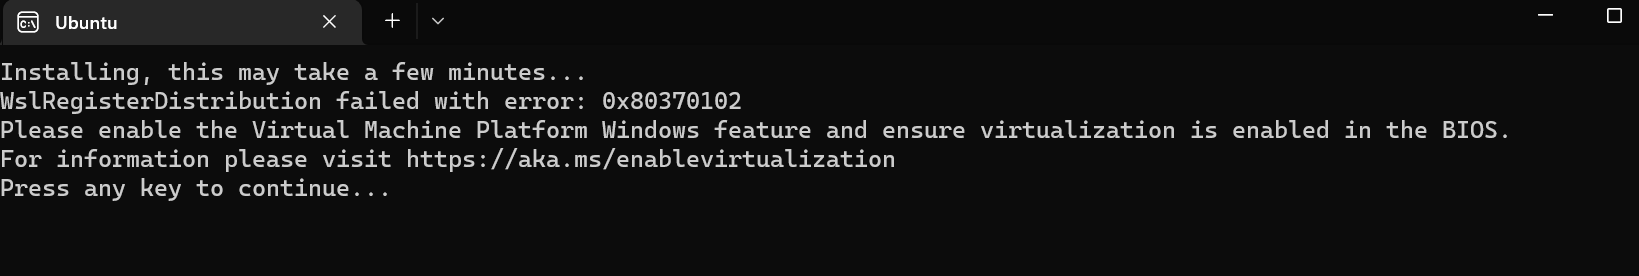 Ubuntu
Installing, this may take a few minutes...
WslRegisterDistribution failed with error: 0x80370102
Please enable the Virtual Machine Platform Windows feature and ensure virtualization is enabled in the BIOS.
For information please visit https://aka.ms/enablevirtualization
Press any key to continue...